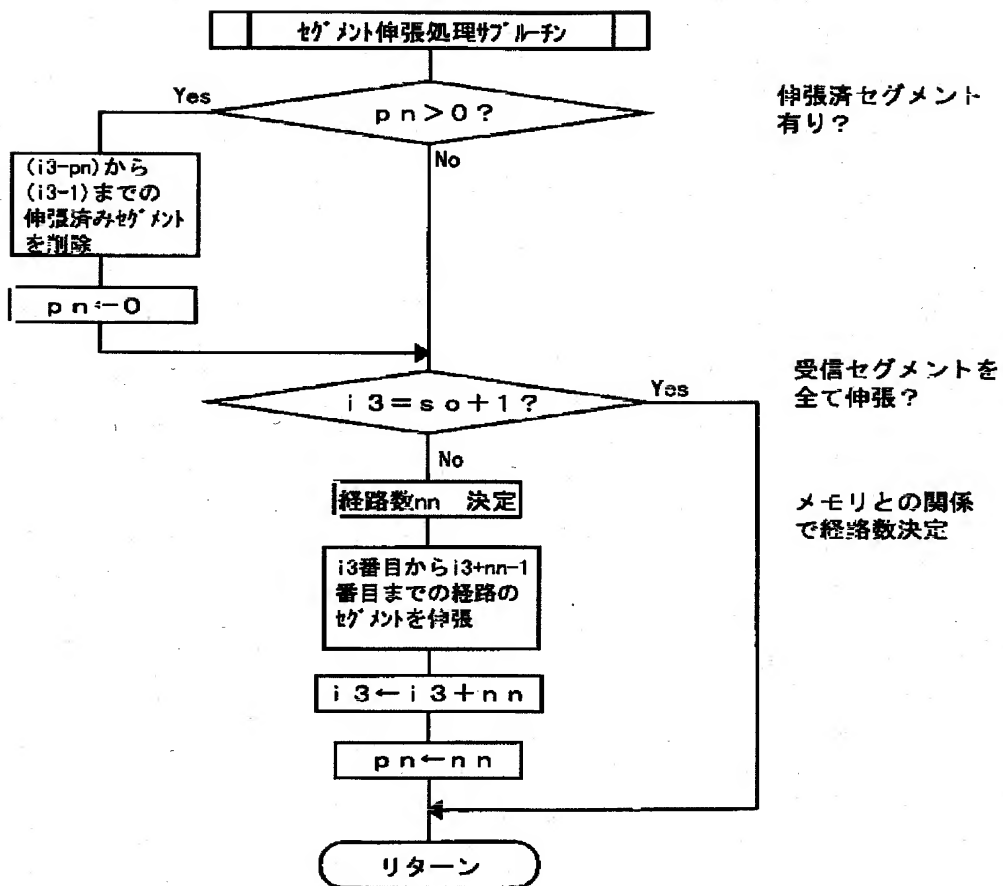 ｾｸﾞﾒﾝﾄ伸張処理ｻﾌﾞﾙｰﾁﾝ
Yes
ｐｎ＞０？
伸張済セグメント
有り？
No
(i3-pn)から
(i3-1)までの
伸張済みｾｸﾞﾒﾝﾄ
を削除
ｐｎ←０
受信セグメントを
全て伸張？
ｉ３＝ｓｏ＋１？
Yes
No
経路数nn　決定
メモリとの関係
で経路数決定
i3番目からi3+nn-1
番目までの経路の
ｾｸﾞﾒﾝﾄを伸張
ｉ３←ｉ３＋ｎｎ
ｐｎ←ｎｎ
リターン